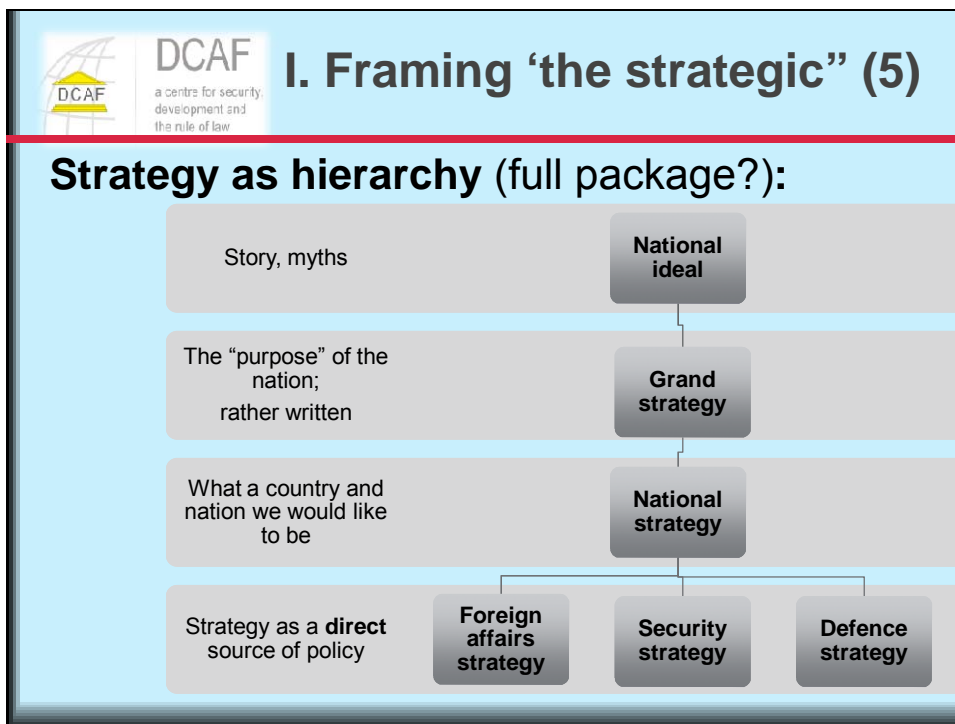 DCAF
DCAF
a centre for security,
development and
the rule of law
I. Framing ‘the strategic” (5)
Strategy as hierarchy (full package?):
Story, myths
National
ideal
The “purpose” of the
nation;
rather written
Grand
strategy
What a country and
nation we would like
to be
National
strategy
Strategy as a direct
source of policy
Foreign
affairs
strategy
Security
strategy
Defence
strategy